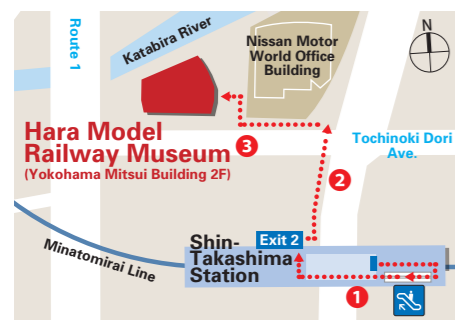 Route 1
Katabira River
Nissan Motor
World Office
Building
N
Hara Model
Railway Museum
(Yokohama Mitsui Building 2F)
3
Tochinoki Dori
Ave.
2
Minatomirai Line
Shin-
Takashima
Station
Exit 2
1